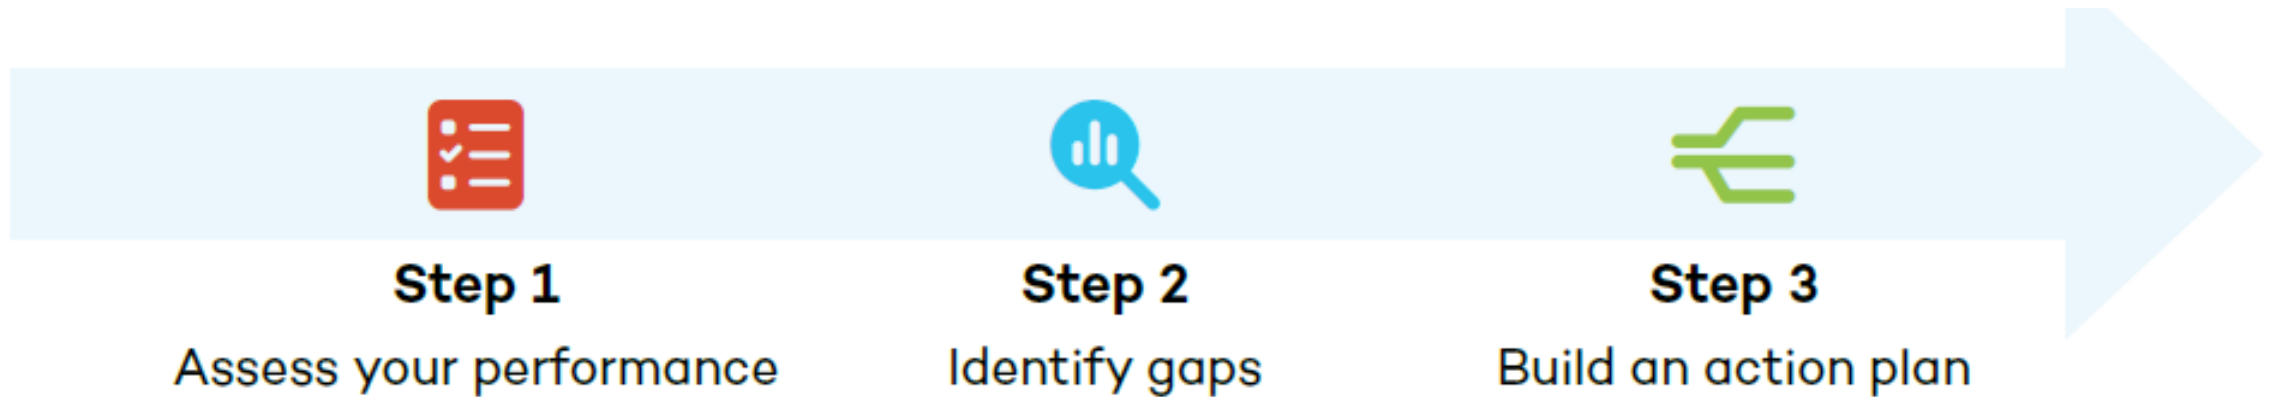 Step 1
Assess your performance
Step 2
Identify gaps
Step 3
Build an action plan